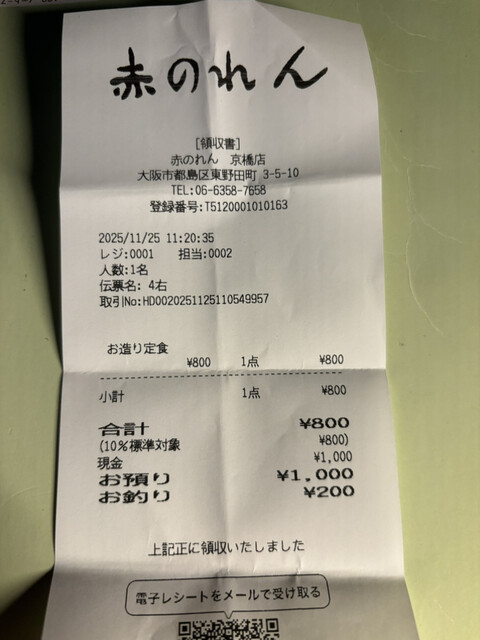 赤のれん
[領収書]
赤のれん 京橋店
大阪市都島区東野田町 3-5-10
TEL:06-6358-7658
登録番号:T5120001010163
2025/11/25 11:20:35
レジ:0001 担当:0002
人数:1名
伝票名: 4右
取引No:HD0020251125110549957
お造り定食
¥800 1点 ¥800
小計 1点 ¥800
合計 ¥800
(10%標準対象 ¥800)
現金 ¥1,000
お預り ¥1,000
お釣り ¥200
上記正に領収いたしました
電子レシートをメールで受け取る